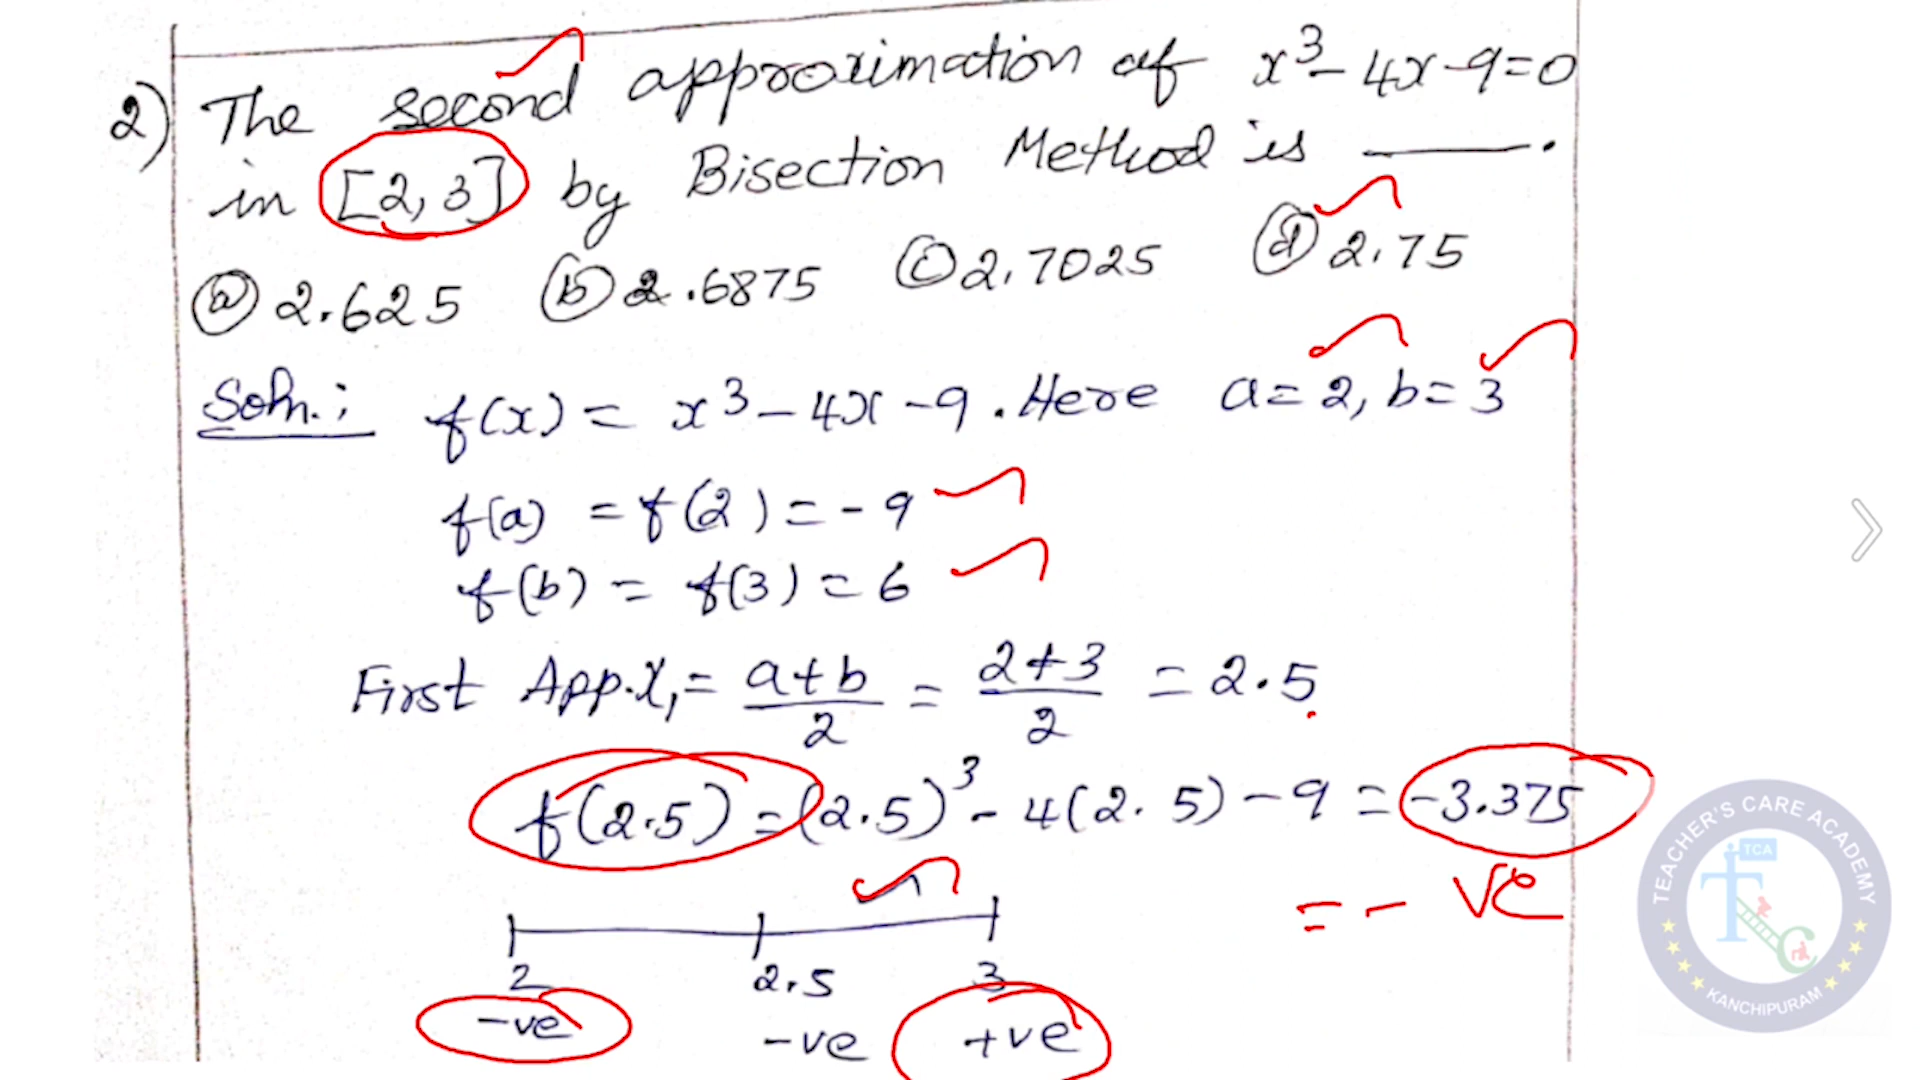 2) The second approximation of x³- 4x-9=0
in [2, 3] by Bisection Method is ______.
ⓐ 2.625 ⓑ 2.6875 ⓒ 2.7025 ⓓ 2.75
Soln.: f(x) = x³ - 4x - 9. Here a = 2, b = 3
f(a) = f(2) = - 9
f(b) = f(3) = 6
First App. x₁ = (a+b)/2 = (2+3)/2 = 2.5
f(2.5) = (2.5)³ - 4(2.5) - 9 = -3.375
= - ve
2 2.5 3
-ve -ve +ve
TEACHER'S CARE ACADEMY
TCA
T C
KANCHIPURAM